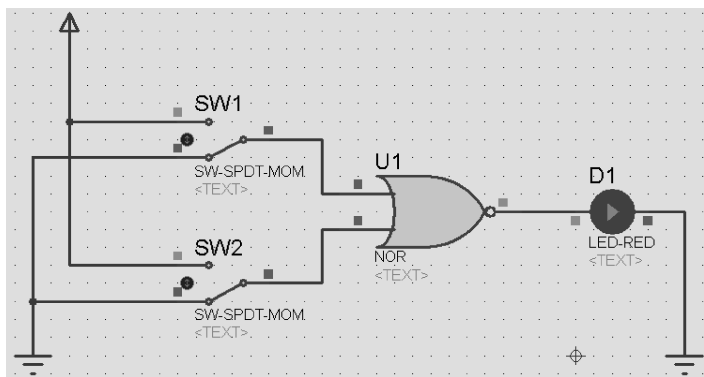 SW1
SW-SPDT-MOM
<TEXT>
U1
NOR
<TEXT>
D1
LED-RED
<TEXT>
SW2
SW-SPDT-MOM
<TEXT>